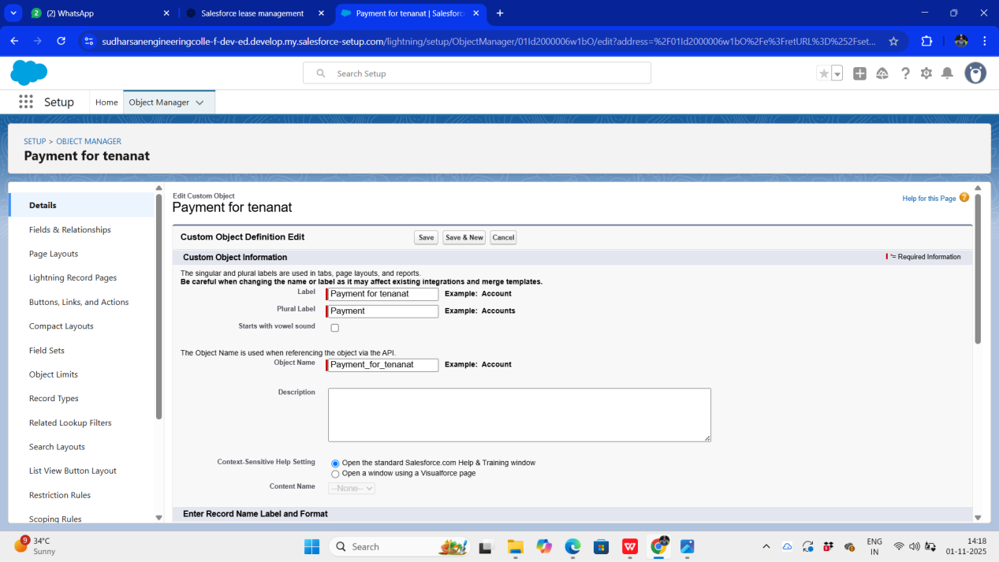 2
(2) WhatsApp
Salesforce lease management
Payment for tenanat | Salesforc
sudharsanengineeringcolle-f-dev-ed.develop.my.salesforce-setup.com/lightning/setup/ObjectManager/01Id2000006w1bO/edit?address=%2F01Id2000006w1bO%2Fe%3FretURL%3D%252Fset...
Search Setup
Setup
Home
Object Manager
SETUP > OBJECT MANAGER
Payment for tenanat
Details
Fields & Relationships
Page Layouts
Lightning Record Pages
Buttons, Links, and Actions
Compact Layouts
Field Sets
Object Limits
Record Types
Related Lookup Filters
Search Layouts
List View Button Layout
Restriction Rules
Scoping Rules
Edit Custom Object
Payment for tenanat
Help for this Page ?
Custom Object Definition Edit
Save
Save & New
Cancel
Custom Object Information
= Required Information
The singular and plural labels are used in tabs, page layouts, and reports.
Be careful when changing the name or label as it may affect existing integrations and merge templates.
Label Payment for tenanat Example: Account
Plural Label Payment Example: Accounts
Starts with vowel sound
The Object Name is used when referencing the object via the API.
Object Name Payment_for_tenanat Example: Account
Description
Context-Sensitive Help Setting Open the standard Salesforce.com Help & Training window
Open a window using a Visualforce page
Content Name --None--
Enter Record Name Label and Format
9
34°C
Sunny
Search
ENG
IN
14:18
01-11-2025